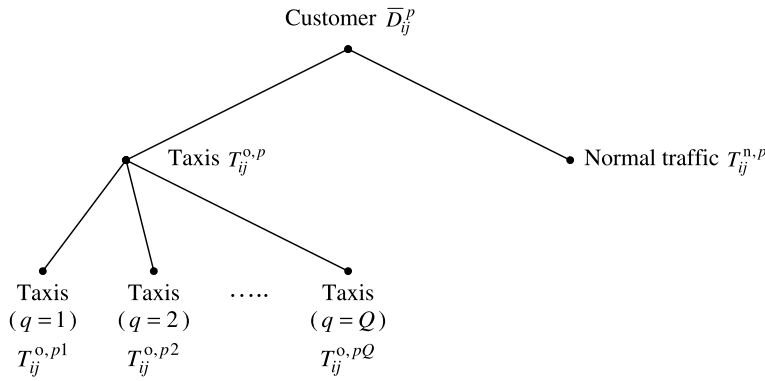 Customer $\overline{D}_{ij}^{p}$
Taxis $T_{ij}^{\mathrm{o},p}$
Normal traffic $T_{ij}^{\mathrm{n},p}$
Taxis
Taxis
.....
Taxis
(q=1)
(q=2)
(q=Q)
$T_{ij}^{\mathrm{o},p1}$
$T_{ij}^{\mathrm{o},p2}$
$T_{ij}^{\mathrm{o},pQ}$